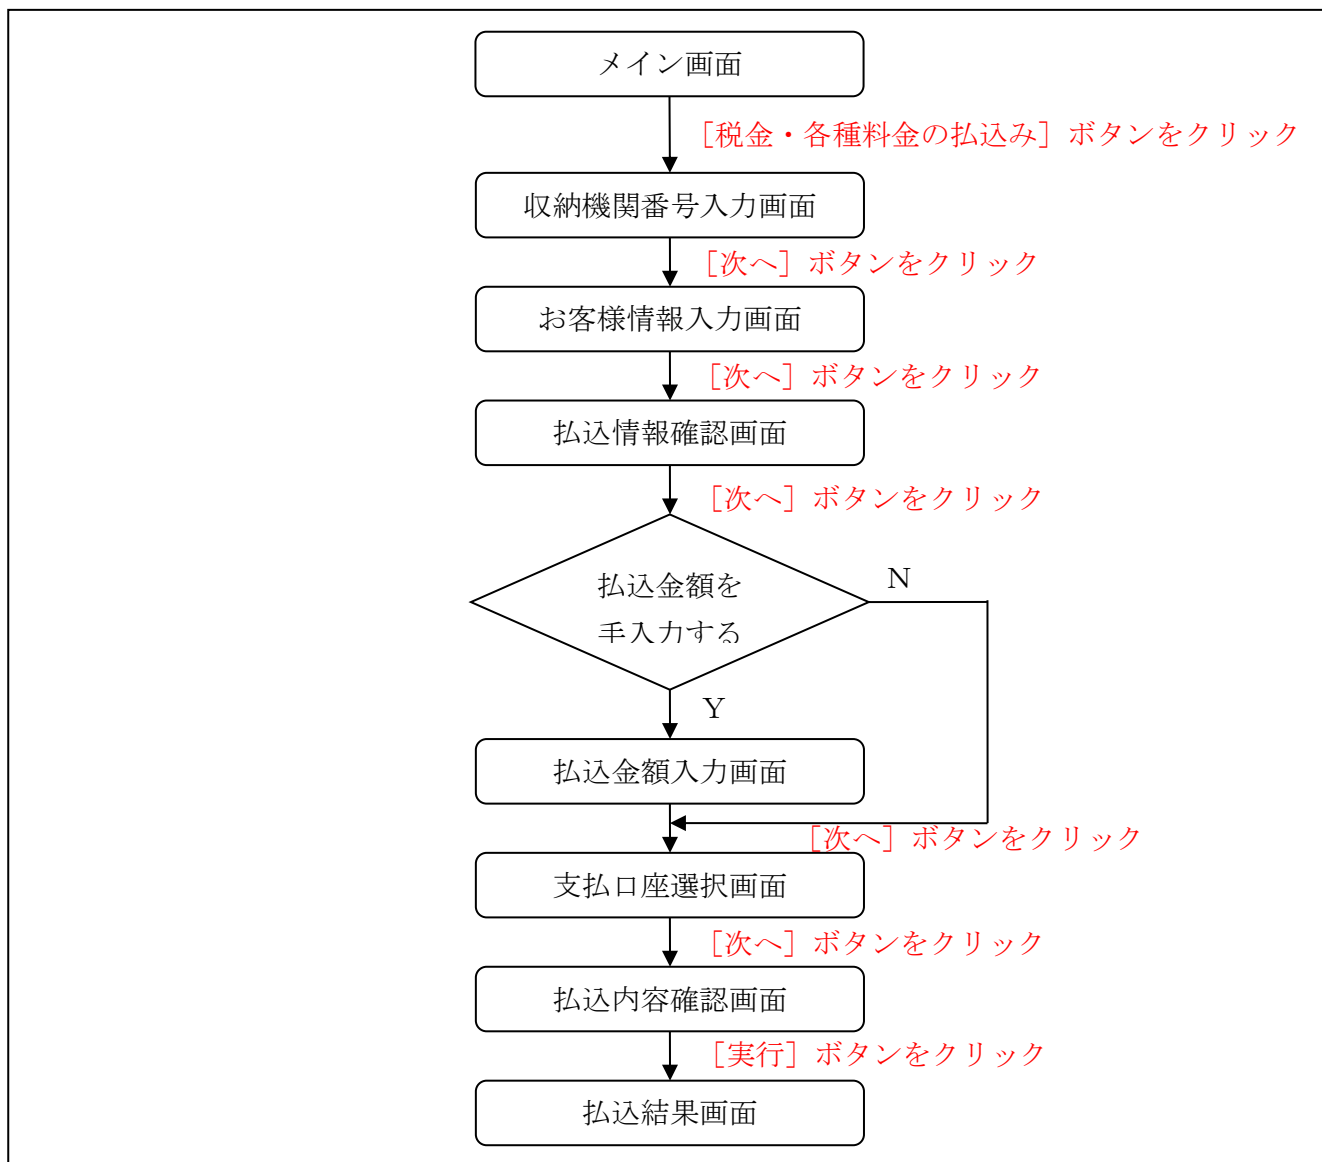 メイン画面
［税金・各種料金の払込み］ボタンをクリック
収納機関番号入力画面
［次へ］ボタンをクリック
お客様情報入力画面
［次へ］ボタンをクリック
払込情報確認画面
［次へ］ボタンをクリック
払込金額を
手入力する
N
Y
払込金額入力画面
［次へ］ボタンをクリック
支払口座選択画面
［次へ］ボタンをクリック
払込内容確認画面
［実行］ボタンをクリック
払込結果画面